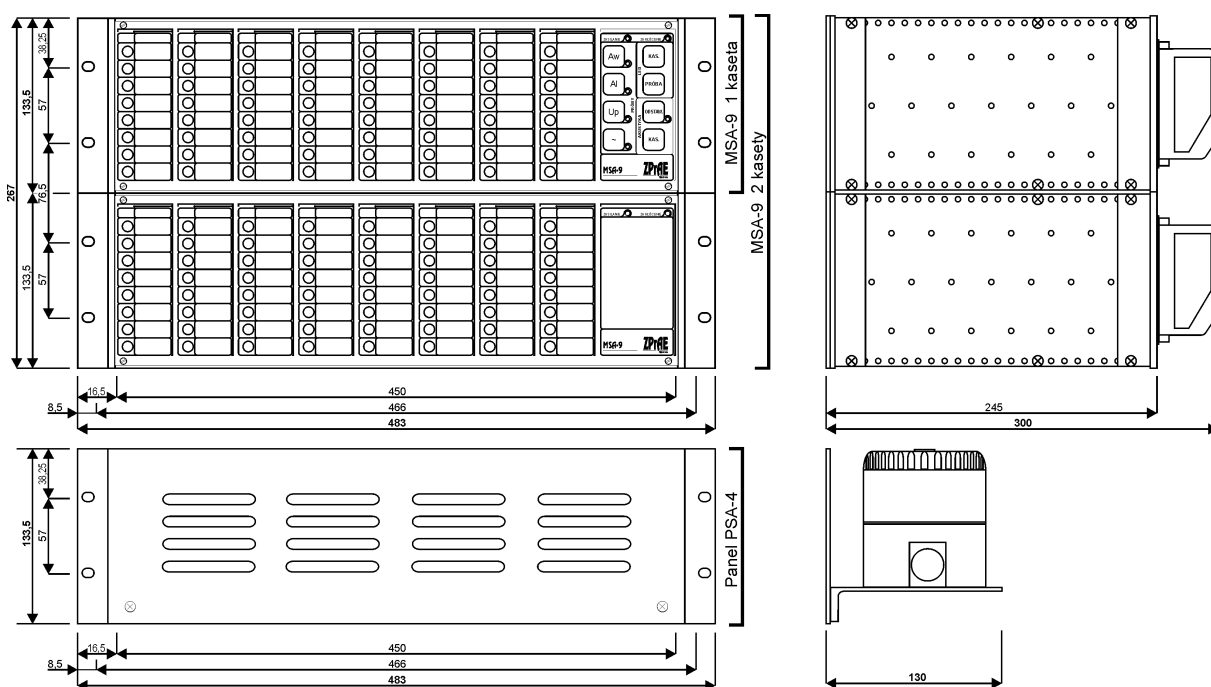 38,25
57
133,5
76,5
267
57
133,5
Aw
KAS.
Al
PRÓBA
Up
~
KAS.
MSA-9
ZPrAE
MSA-9
ZPrAE
MSA-9 1 kaseta
MSA-9 2 kasety
16,5
450
8,5
466
483
245
300
38,25
57
133,5
Panel PSA-4
16,5
450
8,5
466
483
130